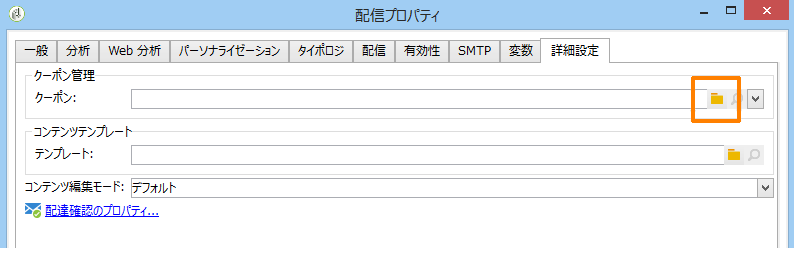 配信プロパティ
一般 分析 Web 分析 パーソナライゼーション タイポロジ 配信 有効性 SMTP 変数 詳細設定
クーポン管理
クーポン:
コンテンツテンプレート
テンプレート:
コンテンツ編集モード: デフォルト
配達確認のプロパティ...